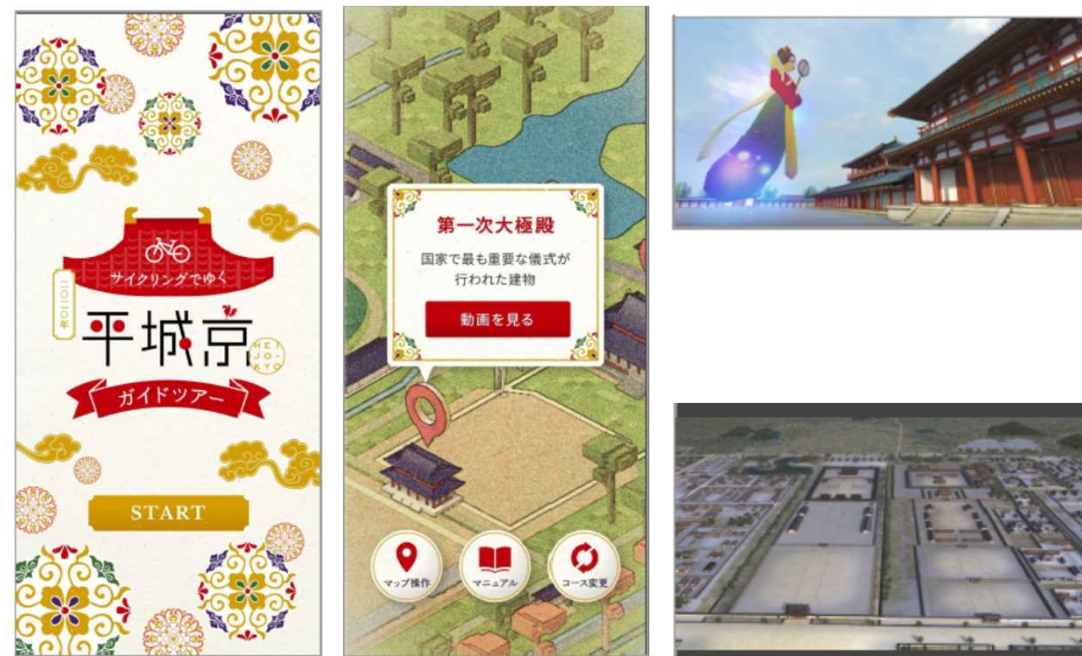 サイクリングでゆく
二〇二〇年
平城京
HEI
JO-
KYO
ガイドツアー
START
第一次大極殿
国家で最も重要な儀式が
行われた建物
動画を見る
マップ操作
マニュアル
コース変更